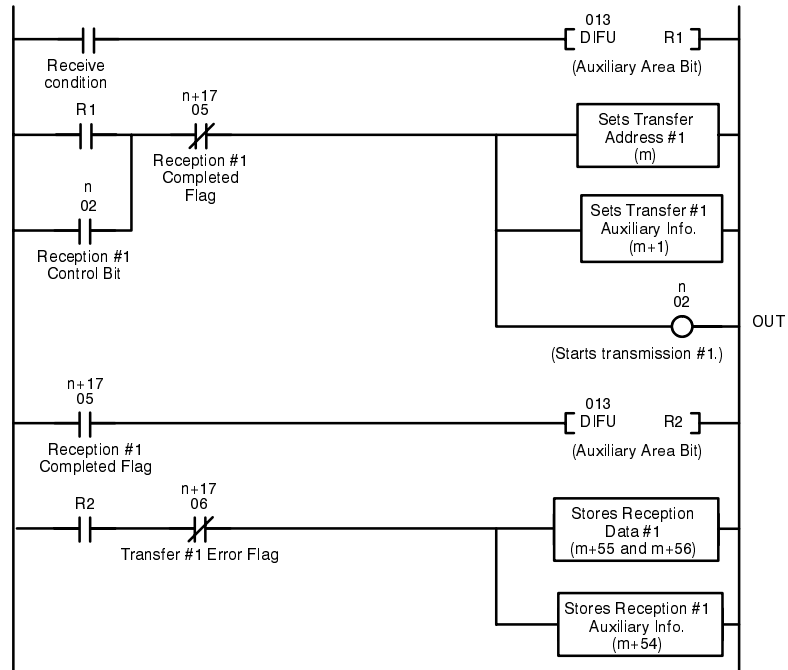 013
DIFU R1
Receive
condition
(Auxiliary Area Bit)
R1
n+17
05
Sets Transfer
Address #1
(m)
Reception #1
Completed
Flag
n
02
Sets Transfer #1
Auxiliary Info.
(m+1)
Reception #1
Control Bit
n
02
OUT
(Starts transmission #1.)
n+17
05
013
DIFU R2
Reception #1
Completed Flag
(Auxiliary Area Bit)
R2
n+17
06
Stores Reception
Data #1
(m+55 and m+56)
Transfer #1 Error Flag
Stores Reception #1
Auxiliary Info.
(m+54)